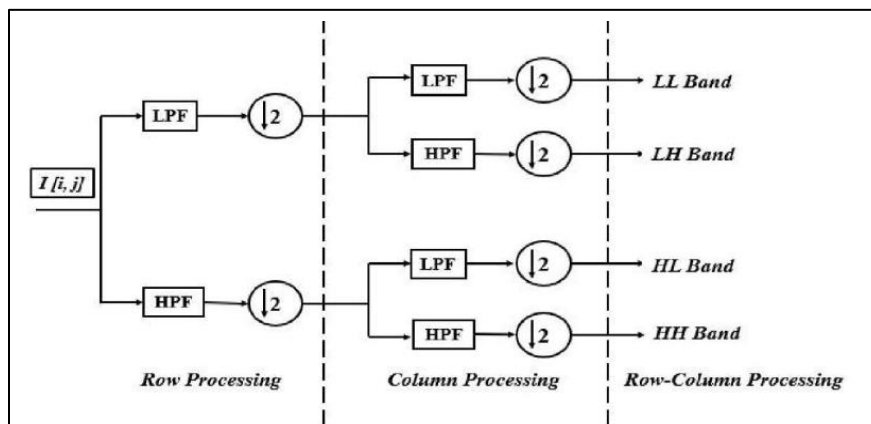 LPF ↓2 LPF ↓2 LL Band
HPF ↓2 LH Band
I [i, j]
HPF ↓2 LPF ↓2 HL Band
HPF ↓2 HH Band
Row Processing Column Processing Row-Column Processing